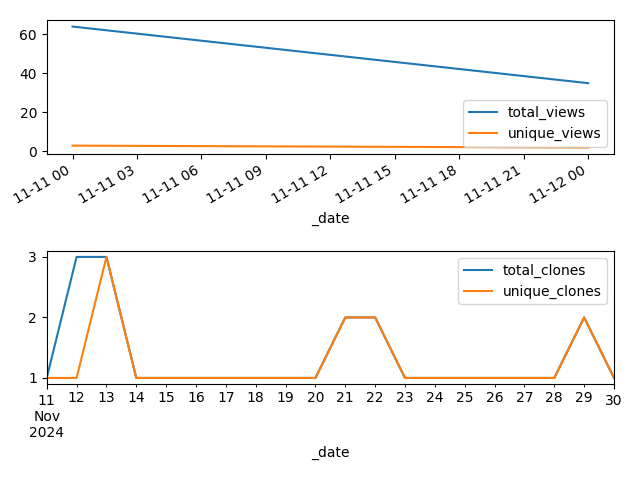 60
40
20
0
total_views
unique_views
11-11 00
11-11 03
11-11 06
11-11 09
11-11 12
11-11 15
11-11 18
11-11 21
11-12 00
_date
3
2
1
total_clones
unique_clones
11 12 13 14 15 16 17 18 19 20 21 22 23 24 25 26 27 28 29 30
Nov
2024
_date